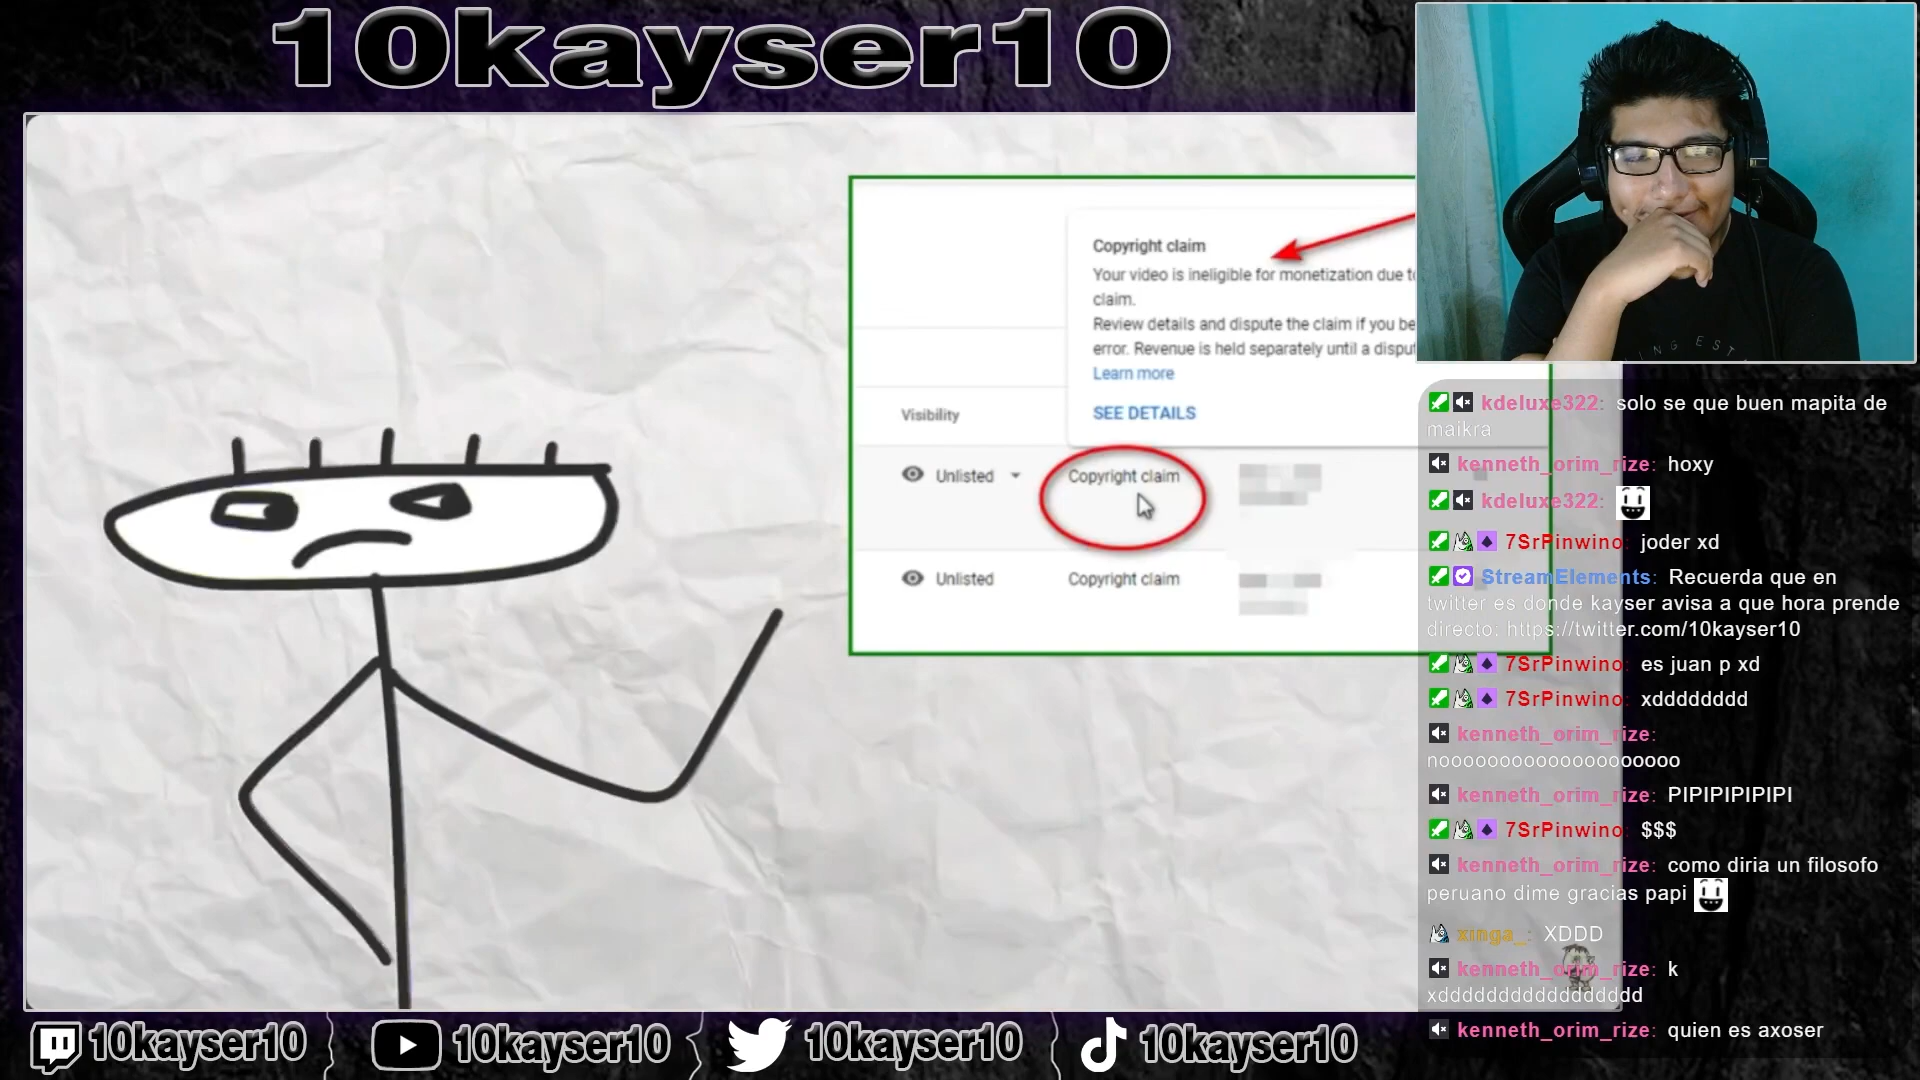 10kayser10
Copyright claim
Your video is ineligible for monetization due
claim.
Review details and dispute the claim if you
error. Revenue is held separately until a
Learn more
SEE DETAILS
Visibility
Unlisted Copyright claim
Unlisted Copyright claim
kdeluxe322: solo se que buen mapita de
maikra
kenneth_orim_rize: hoxy
kdeluxe322:
7SrPinwino: joder xd
StreamElements: Recuerda que en
twitter es donde kayser avisa a que hora prende
directo: https://twitter.com/10kayser10
7SrPinwino: es juan p xd
7SrPinwino: xddddddddd
kenneth_orim_rize:
noooooooooooooooooooo
kenneth_orim_rize: PIPIPIPIPIPI
7SrPinwino: $$$
kenneth_orim_rize: como diria un filosofo
peruano dime gracias papi
xinga_: XDDD
kenneth_orim_rize: k
xddddddddddddddddd
kenneth_orim_rize: quien es axoser
10kayser10 10kayser10 10kayser10 10kayser10